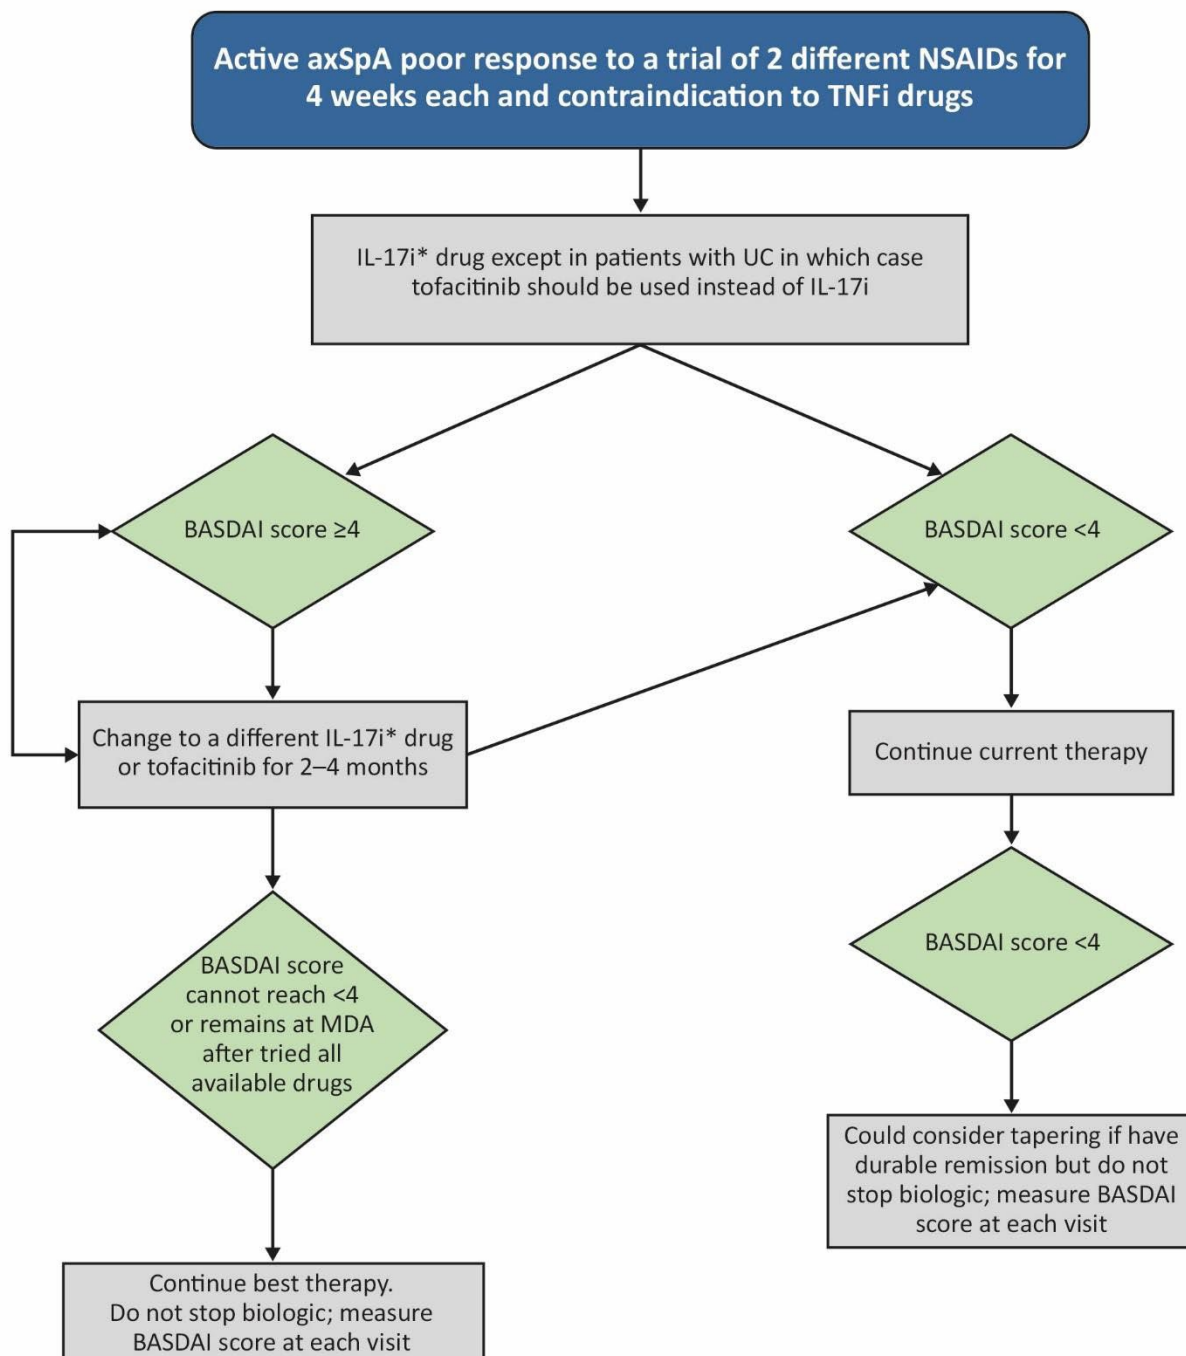 Active axSpA poor response to a trial of 2 different NSAIDs for
4 weeks each and contraindication to TNFi drugs
IL-17i* drug except in patients with UC in which case
tofacitinib should be used instead of IL-17i
BASDAI score ≥4
BASDAI score <4
Change to a different IL-17i* drug
or tofacitinib for 2–4 months
Continue current therapy
BASDAI score
cannot reach <4
or remains at MDA
after tried all
available drugs
BASDAI score <4
Could consider tapering if have
durable remission but do not
stop biologic; measure BASDAI
score at each visit
Continue best therapy.
Do not stop biologic; measure
BASDAI score at each visit